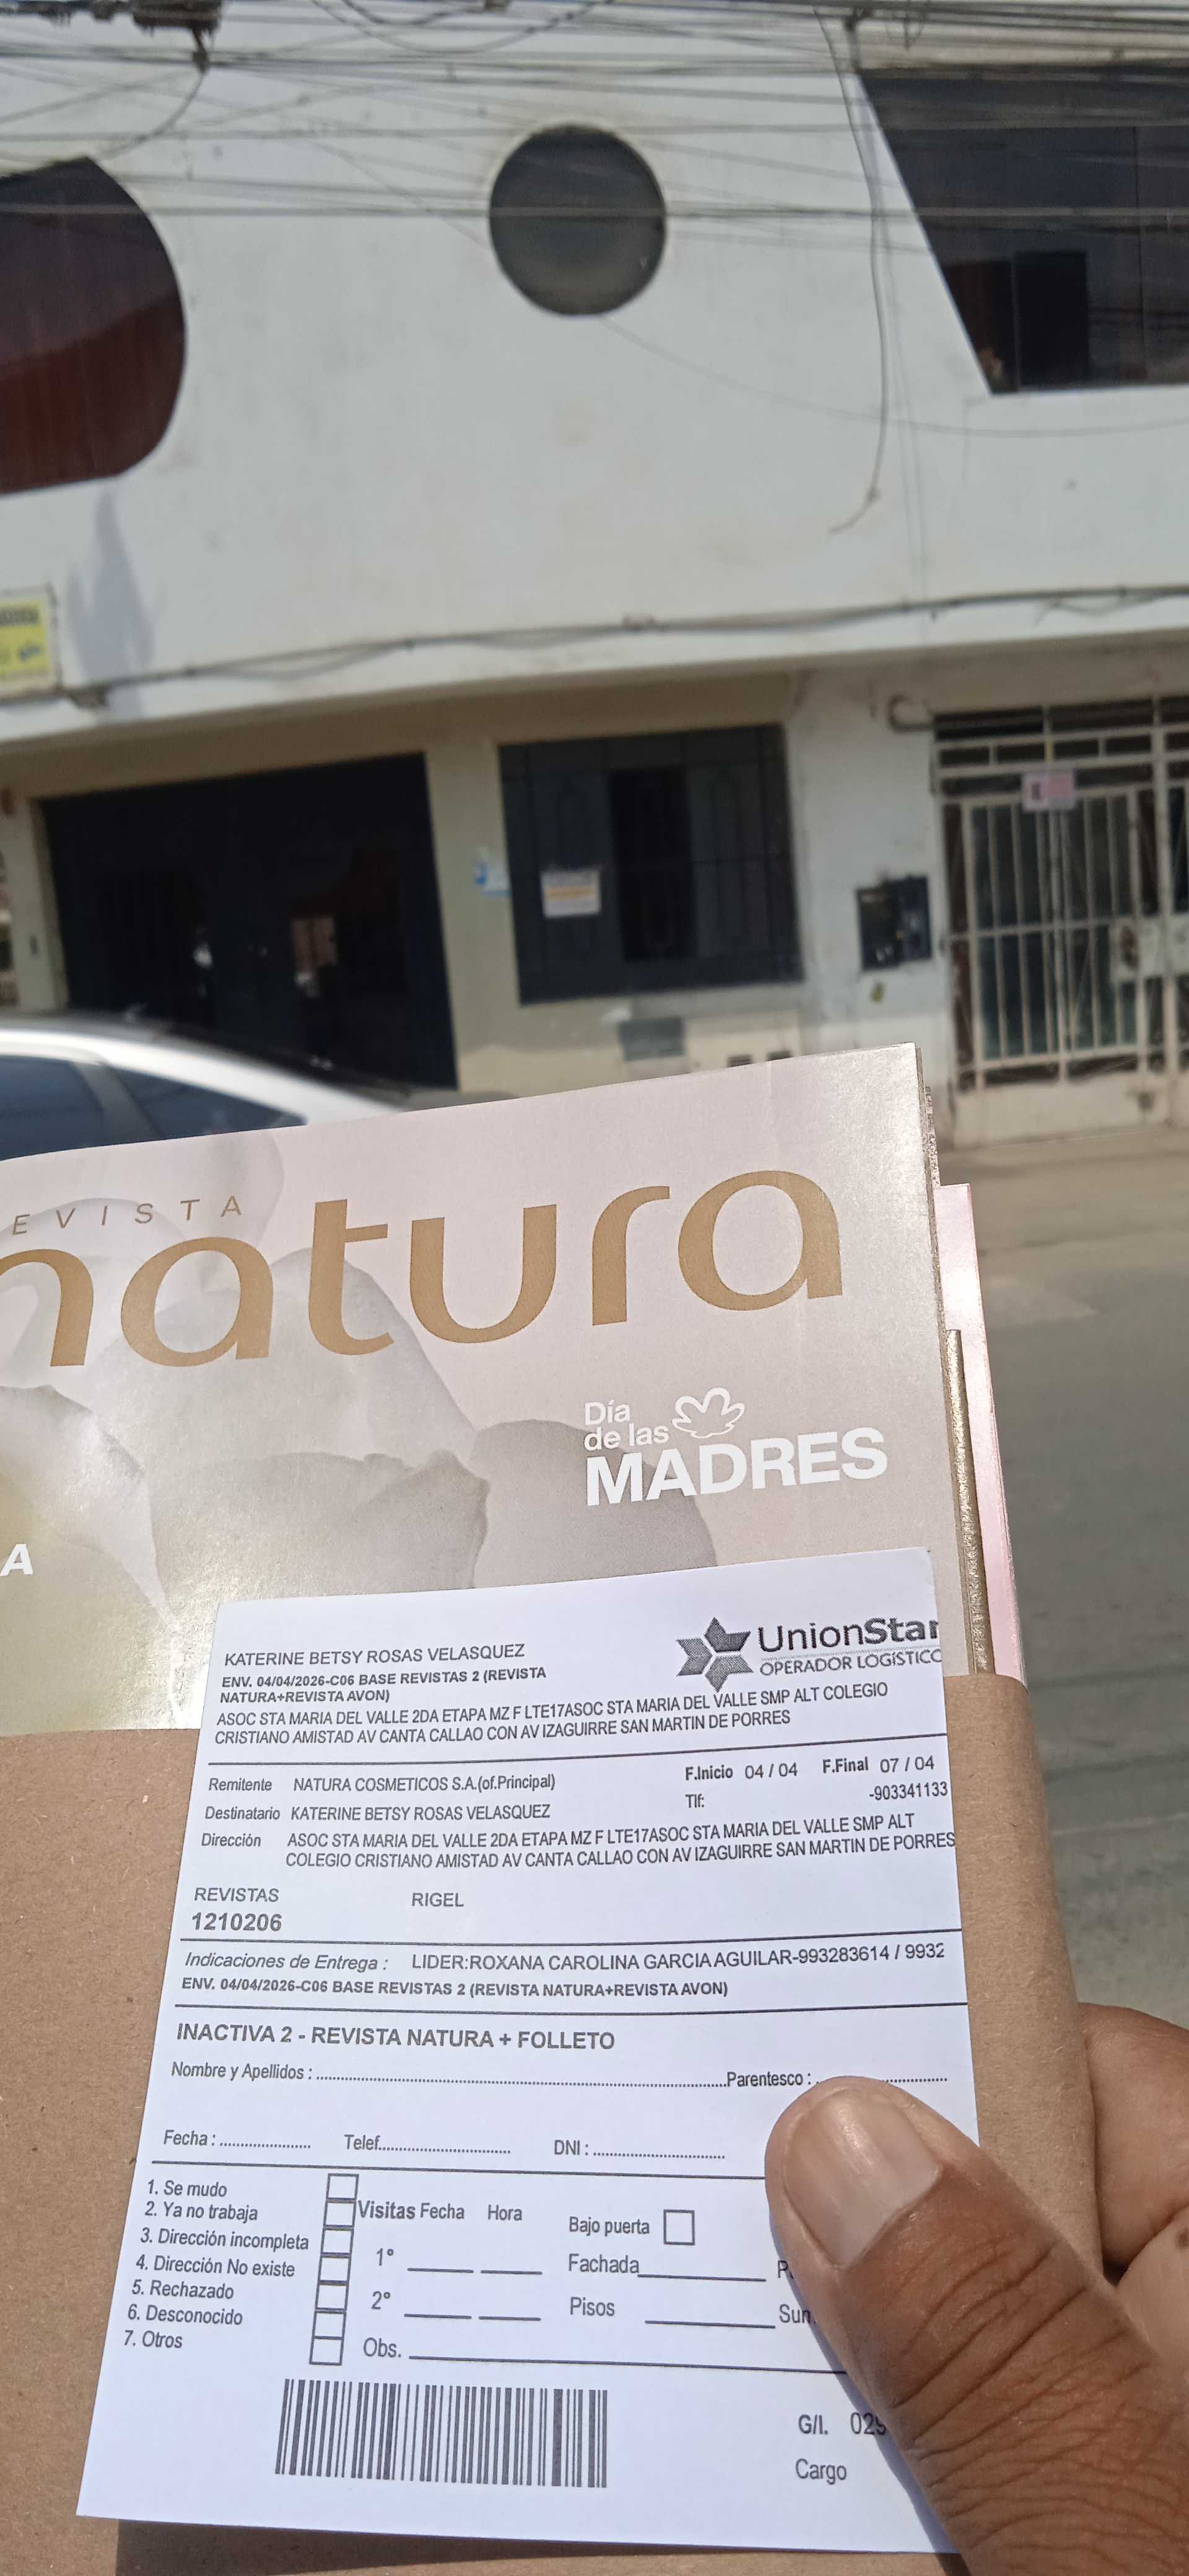 EVISTA
natura
Día
de las
MADRES
A
KATERINE BETSY ROSAS VELASQUEZ
ENV. 04/04/2026-C06 BASE REVISTAS 2 (REVISTA
NATURA+REVISTA AVON)
ASOC STA MARIA DEL VALLE 2DA ETAPA MZ F LTE17ASOC STA MARIA DEL VALLE SMP ALT COLEGIO
CRISTIANO AMISTAD AV CANTA CALLAO CON AV IZAGUIRRE SAN MARTIN DE PORRES
UnionStar
OPERADOR LOGÍSTICO
Remitente NATURA COSMETICOS S.A.(of.Principal)
F.Inicio 04 / 04 F.Final 07 / 04
Destinatario KATERINE BETSY ROSAS VELASQUEZ
Tlf: -903341133
Dirección ASOC STA MARIA DEL VALLE 2DA ETAPA MZ F LTE17ASOC STA MARIA DEL VALLE SMP ALT
COLEGIO CRISTIANO AMISTAD AV CANTA CALLAO CON AV IZAGUIRRE SAN MARTIN DE PORRES
REVISTAS RIGEL
1210206
Indicaciones de Entrega : LIDER:ROXANA CAROLINA GARCIA AGUILAR-993283614 / 9932
ENV. 04/04/2026-C06 BASE REVISTAS 2 (REVISTA NATURA+REVISTA AVON)
INACTIVA 2 - REVISTA NATURA + FOLLETO
Nombre y Apellidos : Parentesco :
Fecha : Telef. DNI :
1. Se mudo
2. Ya no trabaja
3. Dirección incompleta
4. Dirección No existe
5. Rechazado
6. Desconocido
7. Otros
Visitas Fecha Hora
1°
2°
Obs.
Bajo puerta
Fachada
Pisos
Sum
G/I. 029
Cargo